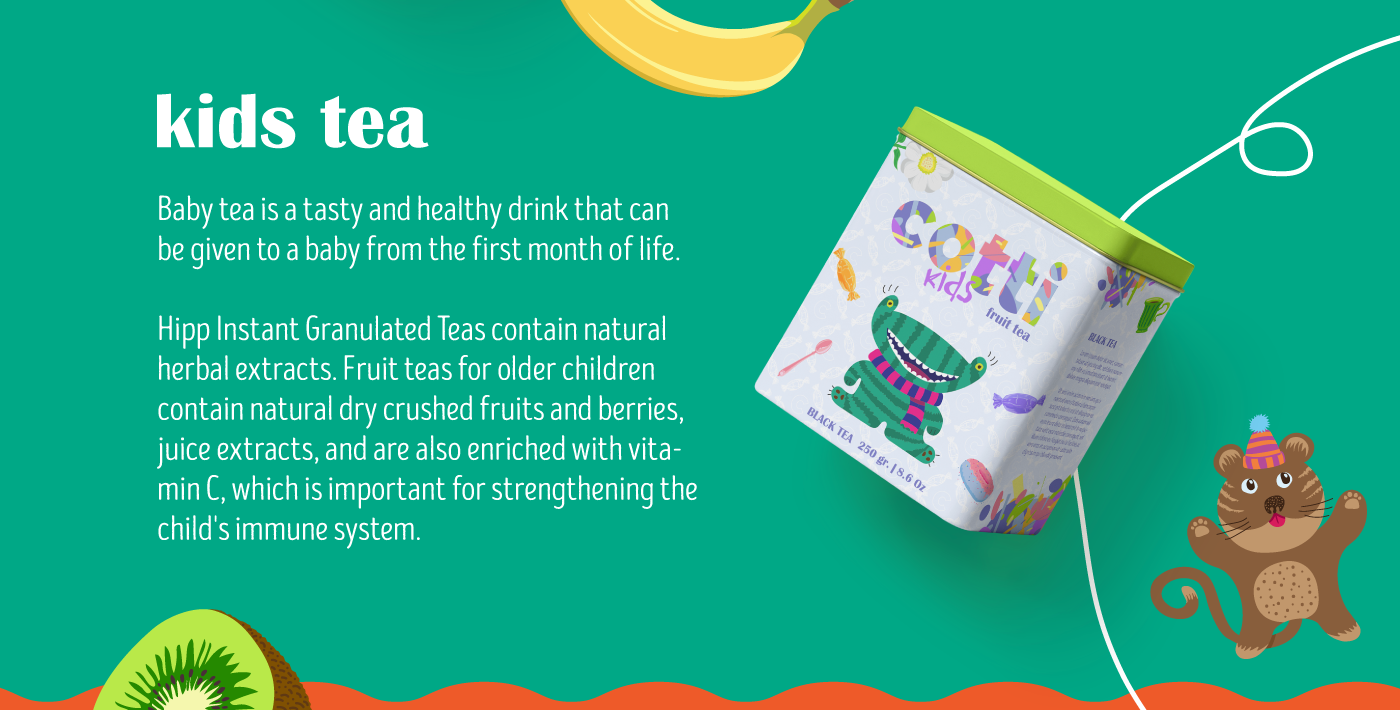 kids tea
Baby tea is a tasty and healthy drink that can
be given to a baby from the first month of life.
Hipp Instant Granulated Teas contain natural
herbal extracts. Fruit teas for older children
contain natural dry crushed fruits and berries,
juice extracts, and are also enriched with vita-
min C, which is important for strengthening the
child's immune system.
cotti
kids
fruit tea
BLACK TEA 250 gr. | 8.6 Oz
BLACK TEA